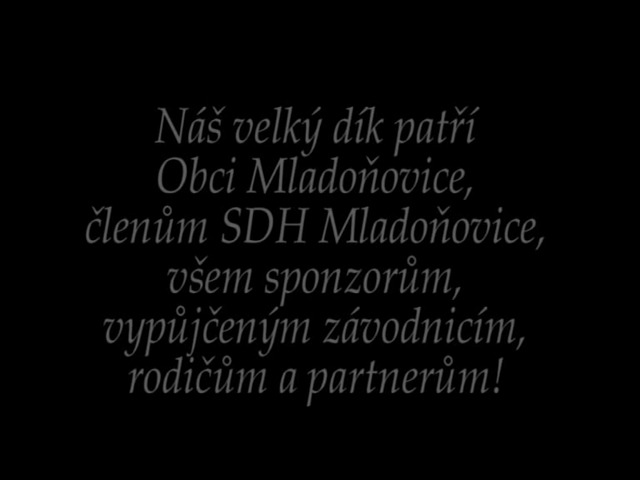 Náš velký dík patří
Obci Mladoňovice,
členům SDH Mladoňovice,
všem sponzorům,
vypůjčeným závodnicím,
rodičům a partnerům!